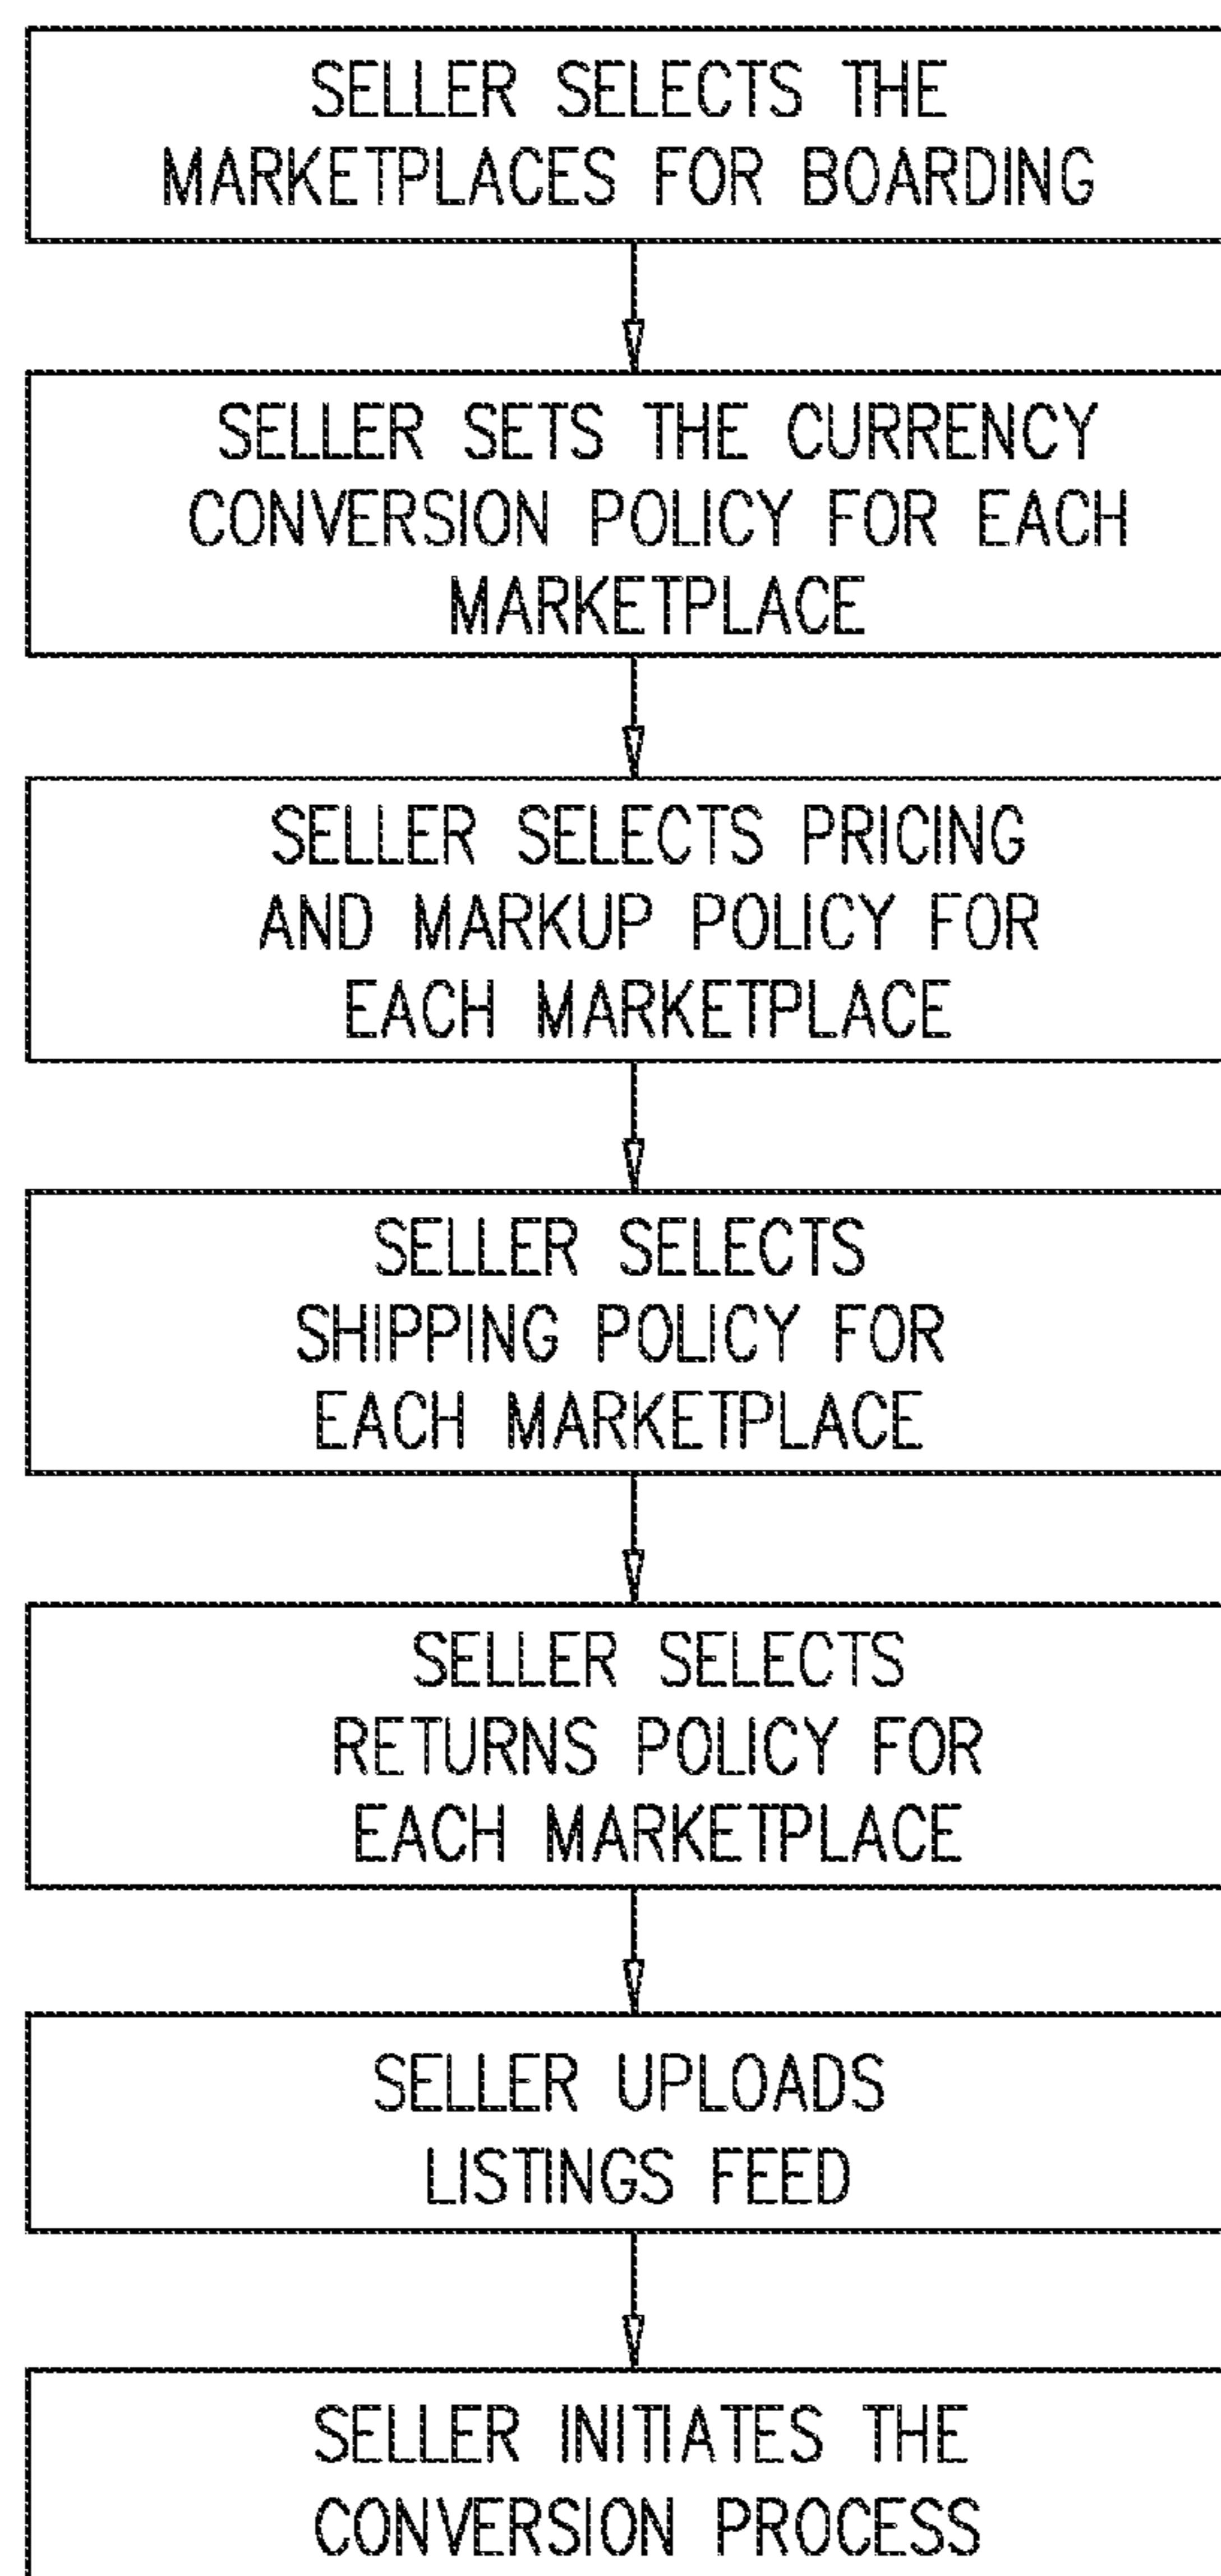 SELLER SELECTS THE
MARKETPLACES FOR BOARDING
SELLER SETS THE CURRENCY
CONVERSION POLICY FOR EACH
MARKETPLACE
SELLER SELECTS PRICING
AND MARKUP POLICY FOR
EACH MARKETPLACE
SELLER SELECTS
SHIPPING POLICY FOR
EACH MARKETPLACE
SELLER SELECTS
RETURNS POLICY FOR
EACH MARKETPLACE
SELLER UPLOADS
LISTINGS FEED
SELLER INITIATES THE
CONVERSION PROCESS